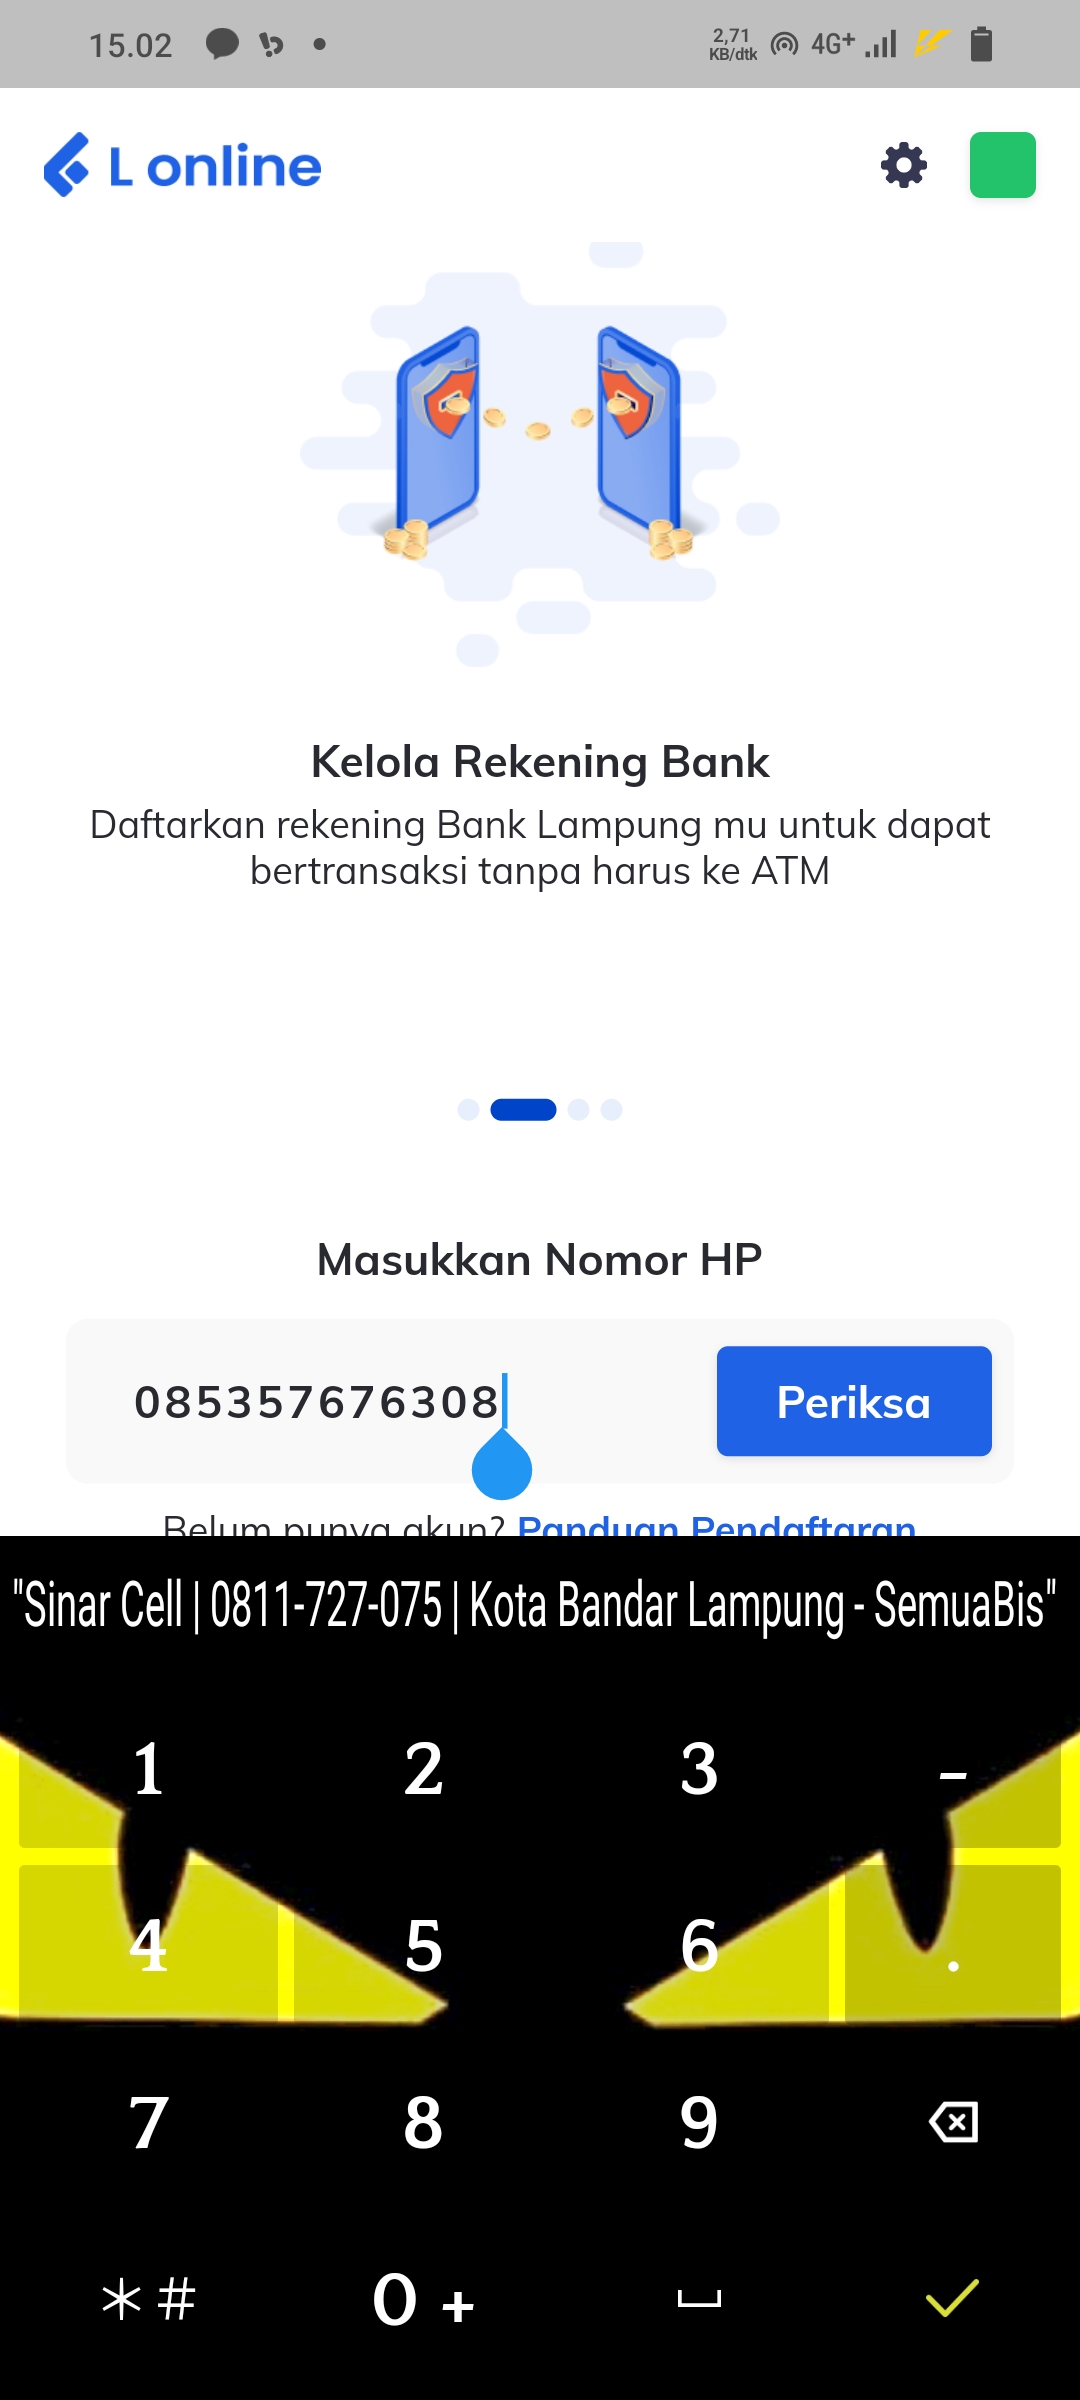 15.02
2,71
KB/dtk
4G+
L online
Kelola Rekening Bank
Daftarkan rekening Bank Lampung mu untuk dapat
bertransaksi tanpa harus ke ATM
Masukkan Nomor HP
085357676308
Periksa
Belum punya akun? Panduan Pendaftaran
"Sinar Cell | 0811-727-075 | Kota Bandar Lampung - SemuaBis"
1 2 3 -
4 5 6 .
7 8 9
*# 0 +